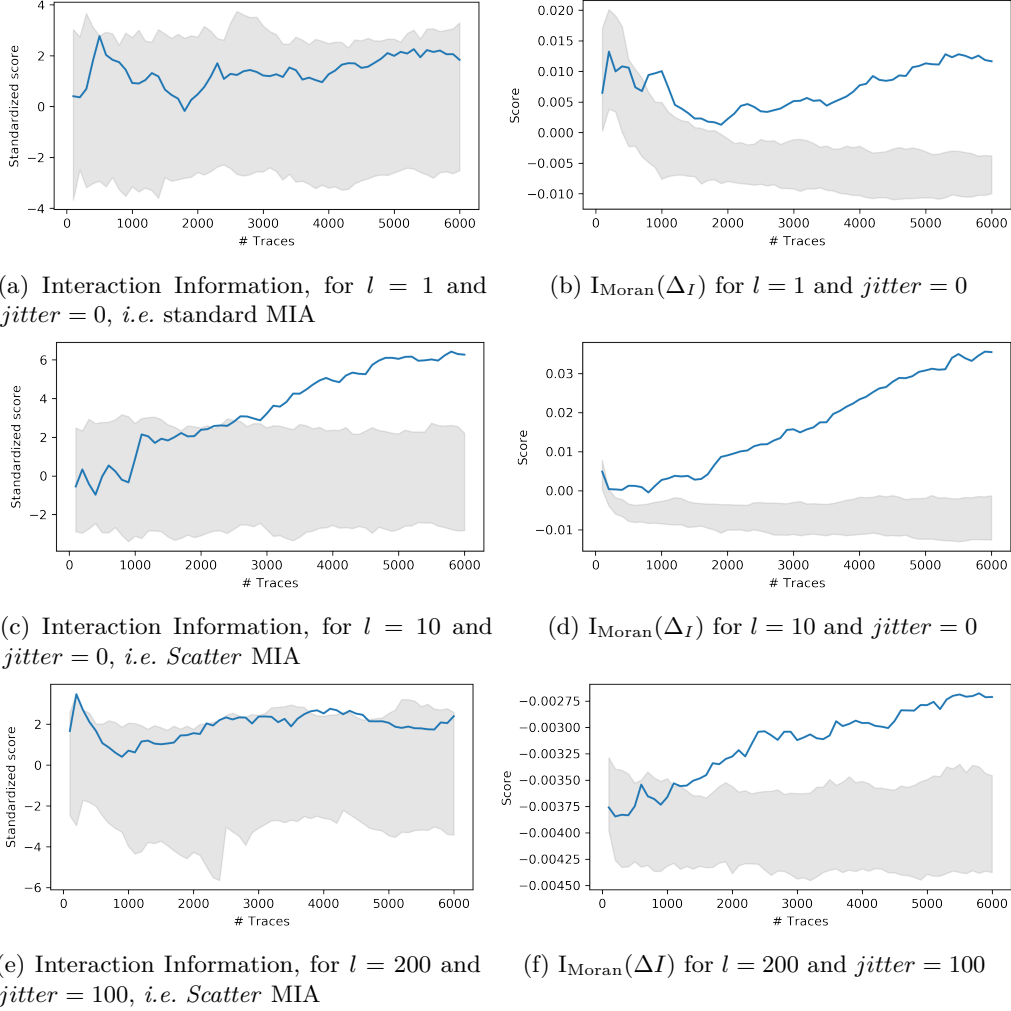 4
2
0
−2
−4
Standardized score
0 1000 2000 3000 4000 5000 6000
# Traces
0.020
0.015
0.010
0.005
0.000
−0.005
−0.010
Score
0 1000 2000 3000 4000 5000 6000
# Traces
a) Interaction Information, for l = 1 and
jitter = 0, i.e. standard MIA
(b) I_Moran(Δ_I) for l = 1 and jitter = 0
6
4
2
0
−2
Standardized score
0 1000 2000 3000 4000 5000 6000
# Traces
0.03
0.02
0.01
0.00
−0.01
Score
0 1000 2000 3000 4000 5000 6000
# Traces
(c) Interaction Information, for l = 10 and
jitter = 0, i.e. Scatter MIA
(d) I_Moran(Δ_I) for l = 10 and jitter = 0
2
0
−2
−4
−6
Standardized score
0 1000 2000 3000 4000 5000 6000
# Traces
−0.00275
−0.00300
−0.00325
−0.00350
−0.00375
−0.00400
−0.00425
−0.00450
Score
0 1000 2000 3000 4000 5000 6000
# Traces
e) Interaction Information, for l = 200 and
jitter = 100, i.e. Scatter MIA
(f) I_Moran(ΔI) for l = 200 and jitter = 100